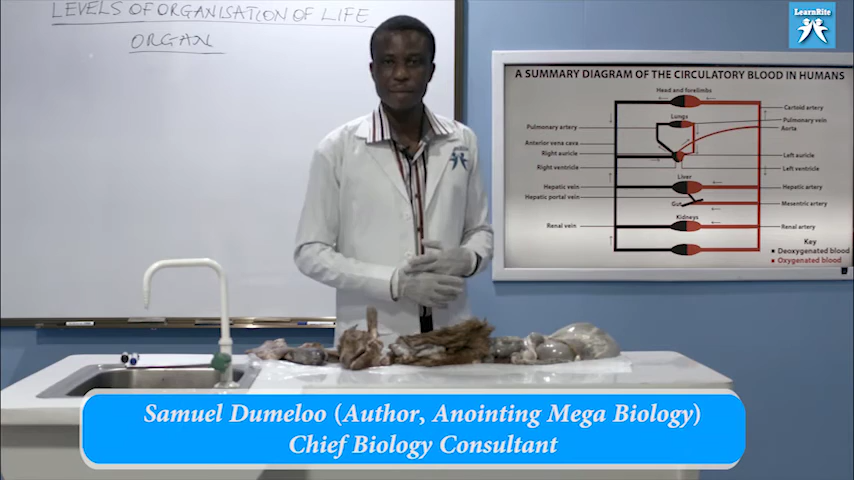 LEVELS OF ORGANISATION OF LIFE
ORGAN
LearnRite
A SUMMARY DIAGRAM OF THE CIRCULATORY BLOOD IN HUMANS
Head and forelimbs
Cartoid artery
Lungs
Pulmonary vein
Pulmonary artery
Aorta
Anterior vena cava
Right auricle
Left auricle
Right ventricle
Left ventricle
Liver
Hepatic vein
Hepatic artery
Hepatic portal vein
Gut
Mesentric artery
Kidneys
Renal vein
Renal artery
Key
Deoxygenated blood
Oxygenated blood
Samuel Dumeloo (Author, Anointing Mega Biology)
Chief Biology Consultant